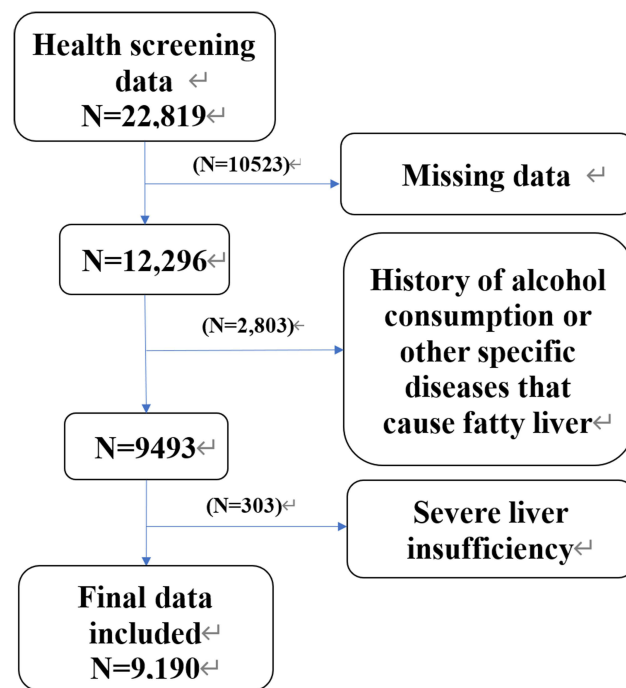 Health screening
data ↵
N=22,819↵
(N=10523)↵
Missing data ↵
N=12,296↵
(N=2,803)↵
History of alcohol
consumption or
other specific
diseases that
cause fatty liver↵
N=9493↵
(N=303)↵
Severe liver
insufficiency↵
Final data
included↵
N=9,190↵